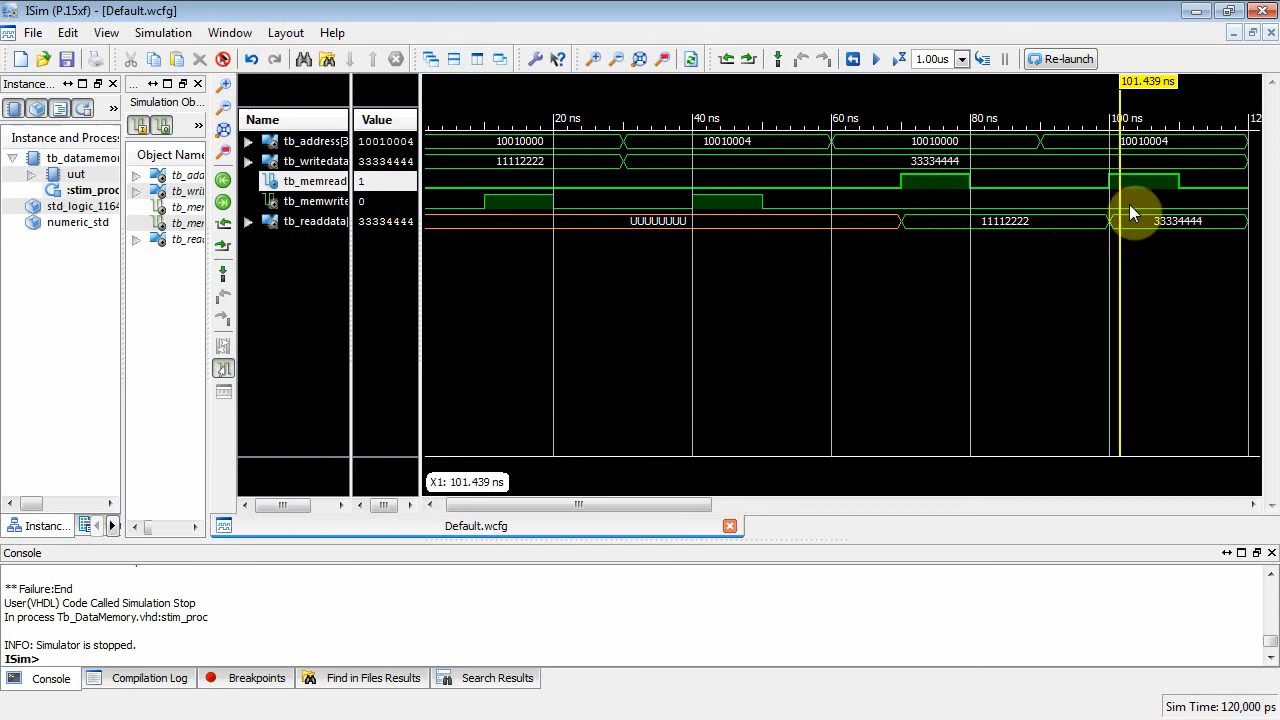 ISim (P.15xf) - [Default.wcfg]
File Edit View Simulation Window Layout Help
1.00us Re-launch
Instance... ... 101.439 ns
Simulation Ob
Name Value 20 ns 40 ns 60 ns 80 ns 100 ns 12
Instance and Proces
Object Name
tb_datamem
uut
:stim_proc
std_logic_1164
numeric_std
tb_add
tb_writ
tb_mer
tb_mer
tb_rea
tb_address[3 10010004 10010000 10010004 10010000 10010004
tb_writedata 33334444 11112222 33334444
tb_memread 1
tb_memwrite 0
tb_readdata[ 33334444 UUUUUUUU 11112222 33334444
X1: 101.439 ns
Instanc... Default.wcfg
Console
** Failure:End
User(VHDL) Code Called Simulation Stop
In process Tb_DataMemory.vhd:stim_proc
INFO: Simulator is stopped.
ISim>
Console Compilation Log Breakpoints Find in Files Results Search Results
Sim Time: 120,000 ps